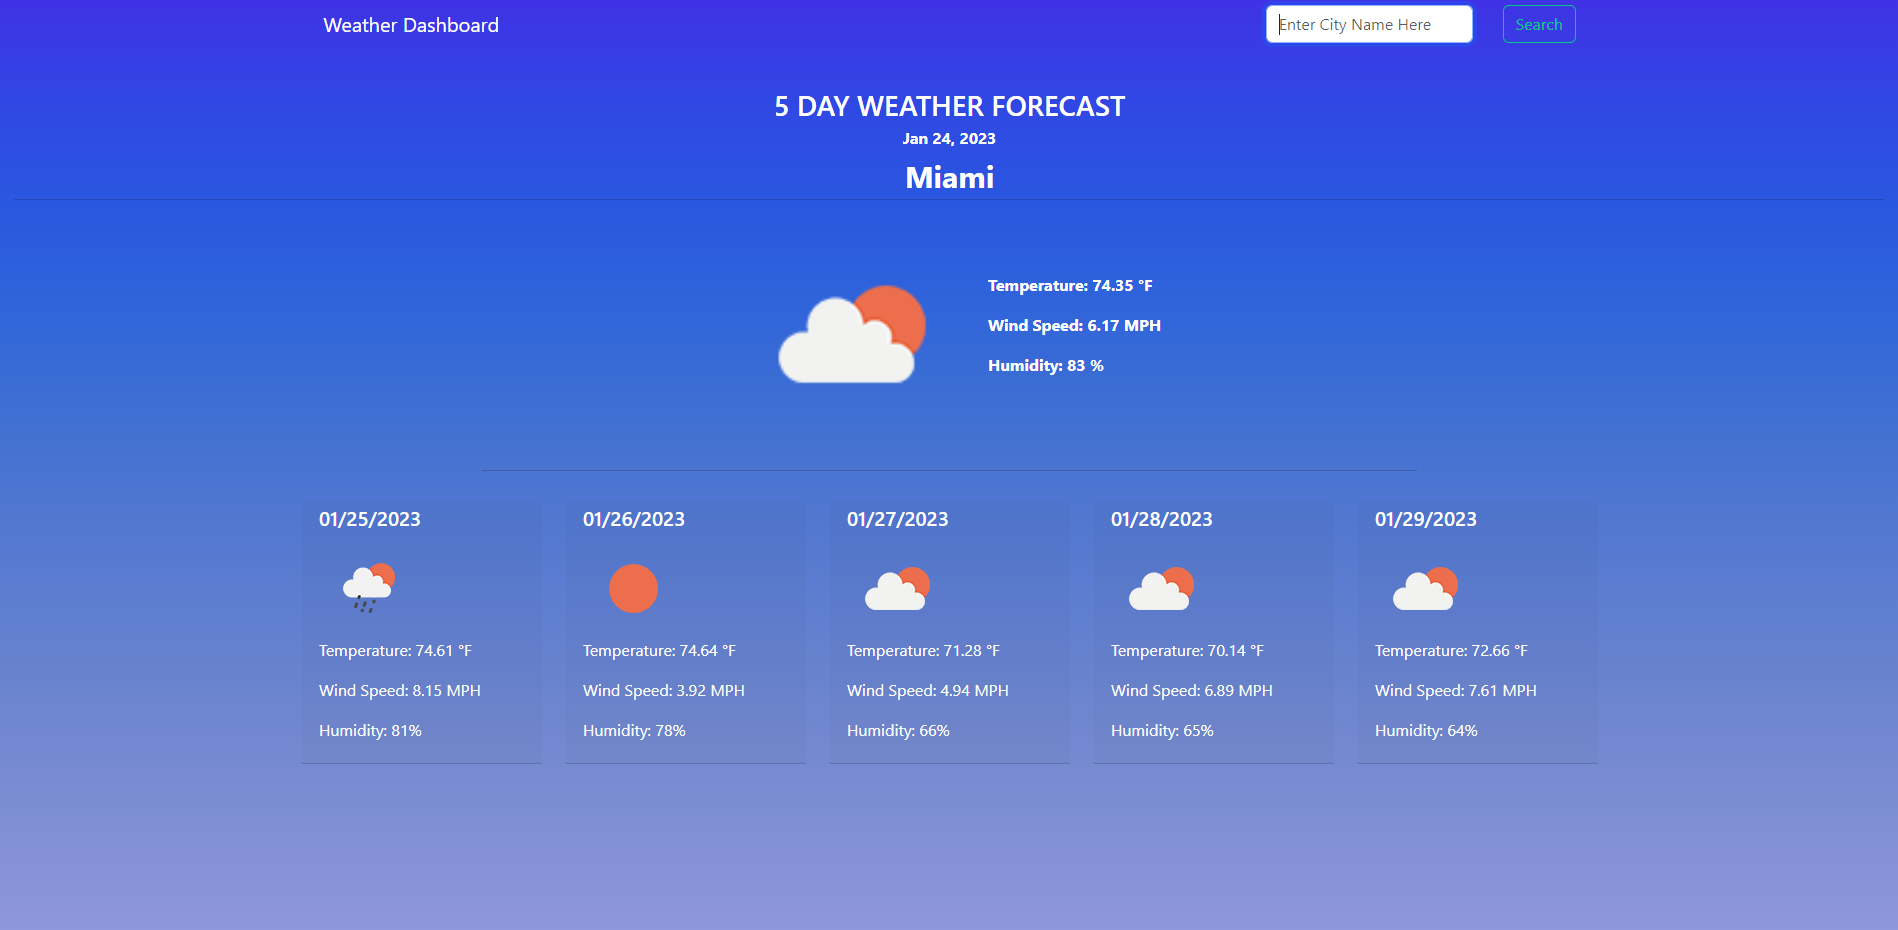 Weather Dashboard
Enter City Name Here
Search
5 DAY WEATHER FORECAST
Jan 24, 2023
Miami
Temperature: 74.35 °F
Wind Speed: 6.17 MPH
Humidity: 83 %
01/25/2023
Temperature: 74.61 °F
Wind Speed: 8.15 MPH
Humidity: 81%
01/26/2023
Temperature: 74.64 °F
Wind Speed: 3.92 MPH
Humidity: 78%
01/27/2023
Temperature: 71.28 °F
Wind Speed: 4.94 MPH
Humidity: 66%
01/28/2023
Temperature: 70.14 °F
Wind Speed: 6.89 MPH
Humidity: 65%
01/29/2023
Temperature: 72.66 °F
Wind Speed: 7.61 MPH
Humidity: 64%